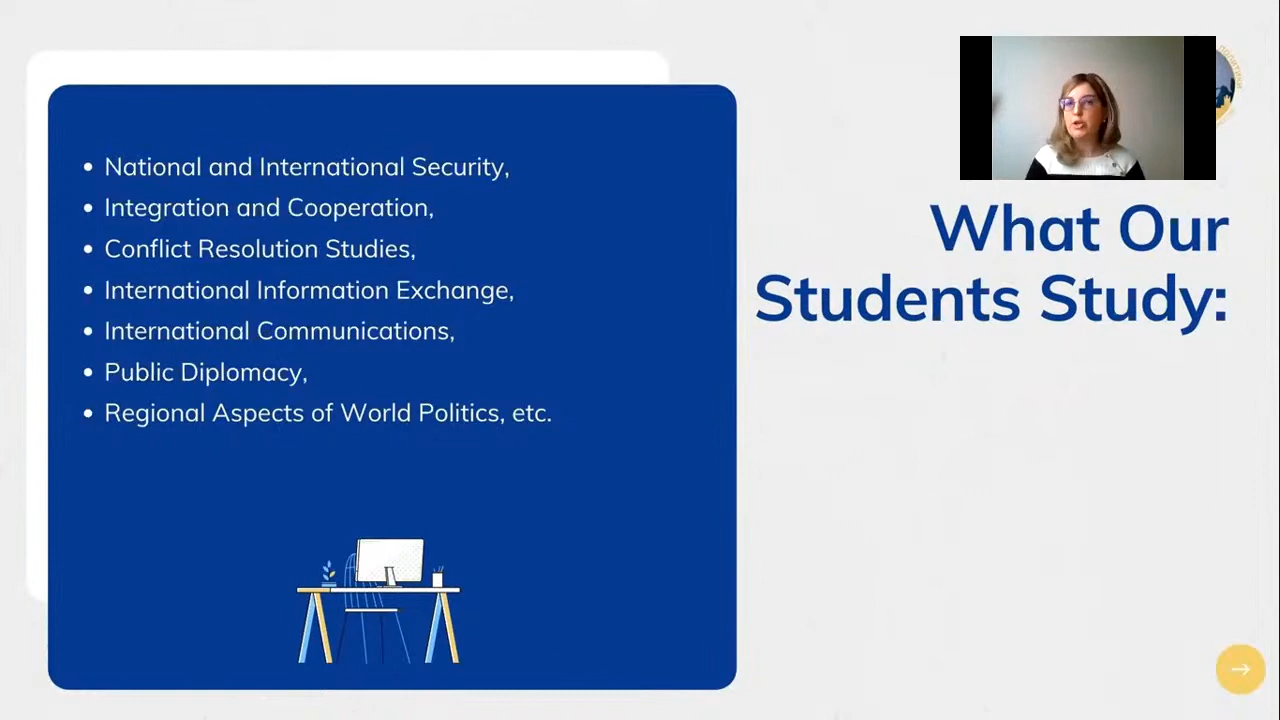 What Our
Students Study:
National and International Security,
Integration and Cooperation,
Conflict Resolution Studies,
International Information Exchange,
International Communications,
Public Diplomacy,
Regional Aspects of World Politics, etc.